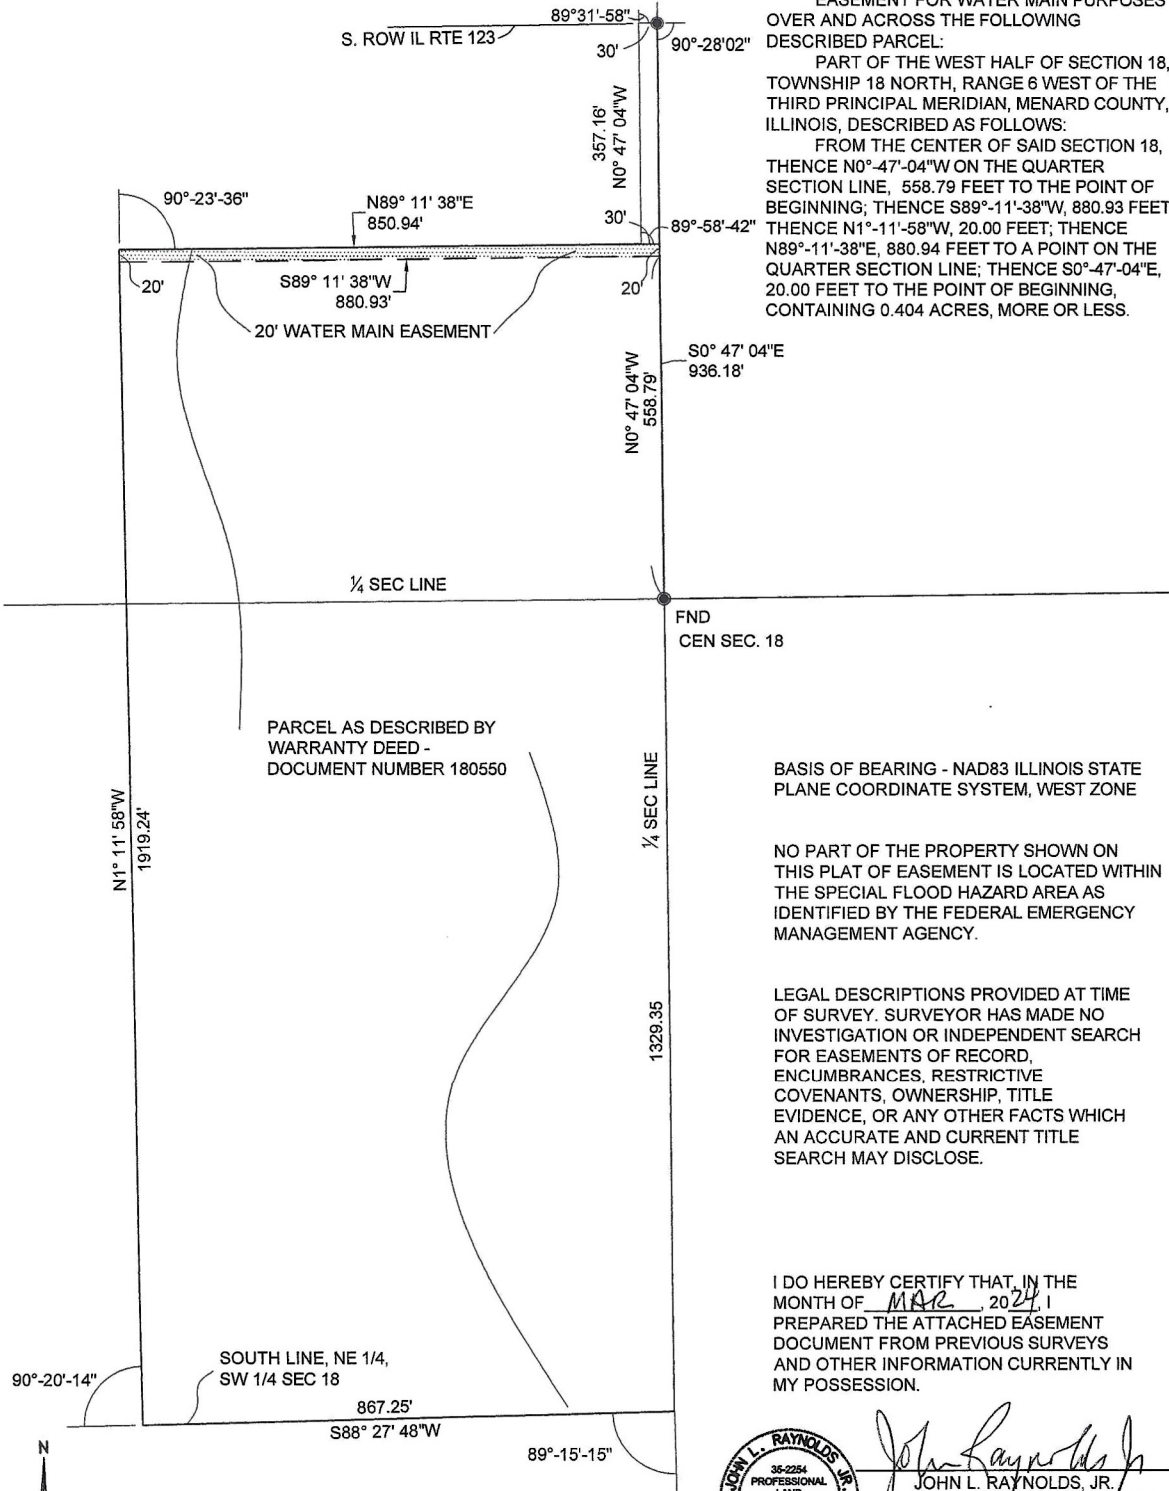 89°31'-58"
S. ROW IL RTE 123
30'
90°-28'02"
357.16'
N0° 47' 04"W
90°-23'-36"
N89° 11' 38"E
850.94'
30'
89°-58'-42"
20'
S89° 11' 38"W
880.93'
20'
20' WATER MAIN EASEMENT
S0° 47' 04"E
936.18'
N0° 47' 04"W
558.79'
¼ SEC LINE
FND
CEN SEC. 18
PARCEL AS DESCRIBED BY
WARRANTY DEED -
DOCUMENT NUMBER 180550
N1° 11' 58"W
1919.24'
¼ SEC LINE
1329.35
90°-20'-14"
SOUTH LINE, NE 1/4,
SW 1/4 SEC 18
867.25'
S88° 27' 48"W
89°-15'-15"
N
EASEMENT FOR WATER MAIN PURPOSES
OVER AND ACROSS THE FOLLOWING
DESCRIBED PARCEL:
PART OF THE WEST HALF OF SECTION 18,
TOWNSHIP 18 NORTH, RANGE 6 WEST OF THE
THIRD PRINCIPAL MERIDIAN, MENARD COUNTY,
ILLINOIS, DESCRIBED AS FOLLOWS:
FROM THE CENTER OF SAID SECTION 18,
THENCE N0°-47'-04"W ON THE QUARTER
SECTION LINE, 558.79 FEET TO THE POINT OF
BEGINNING; THENCE S89°-11'-38"W, 880.93 FEET
THENCE N1°-11'-58"W, 20.00 FEET; THENCE
N89°-11'-38"E, 880.94 FEET TO A POINT ON THE
QUARTER SECTION LINE; THENCE S0°-47'-04"E,
20.00 FEET TO THE POINT OF BEGINNING,
CONTAINING 0.404 ACRES, MORE OR LESS.
BASIS OF BEARING - NAD83 ILLINOIS STATE
PLANE COORDINATE SYSTEM, WEST ZONE
NO PART OF THE PROPERTY SHOWN ON
THIS PLAT OF EASEMENT IS LOCATED WITHIN
THE SPECIAL FLOOD HAZARD AREA AS
IDENTIFIED BY THE FEDERAL EMERGENCY
MANAGEMENT AGENCY.
LEGAL DESCRIPTIONS PROVIDED AT TIME
OF SURVEY. SURVEYOR HAS MADE NO
INVESTIGATION OR INDEPENDENT SEARCH
FOR EASEMENTS OF RECORD,
ENCUMBRANCES, RESTRICTIVE
COVENANTS, OWNERSHIP, TITLE
EVIDENCE, OR ANY OTHER FACTS WHICH
AN ACCURATE AND CURRENT TITLE
SEARCH MAY DISCLOSE.
I DO HEREBY CERTIFY THAT, IN THE
MONTH OF MAR, 2024, I
PREPARED THE ATTACHED EASEMENT
DOCUMENT FROM PREVIOUS SURVEYS
AND OTHER INFORMATION CURRENTLY IN
MY POSSESSION.
JOHN L. RAYNOLDS JR.
35-2254
PROFESSIONAL
LAND
John Raynolds Jr
JOHN L. RAYNOLDS, JR.